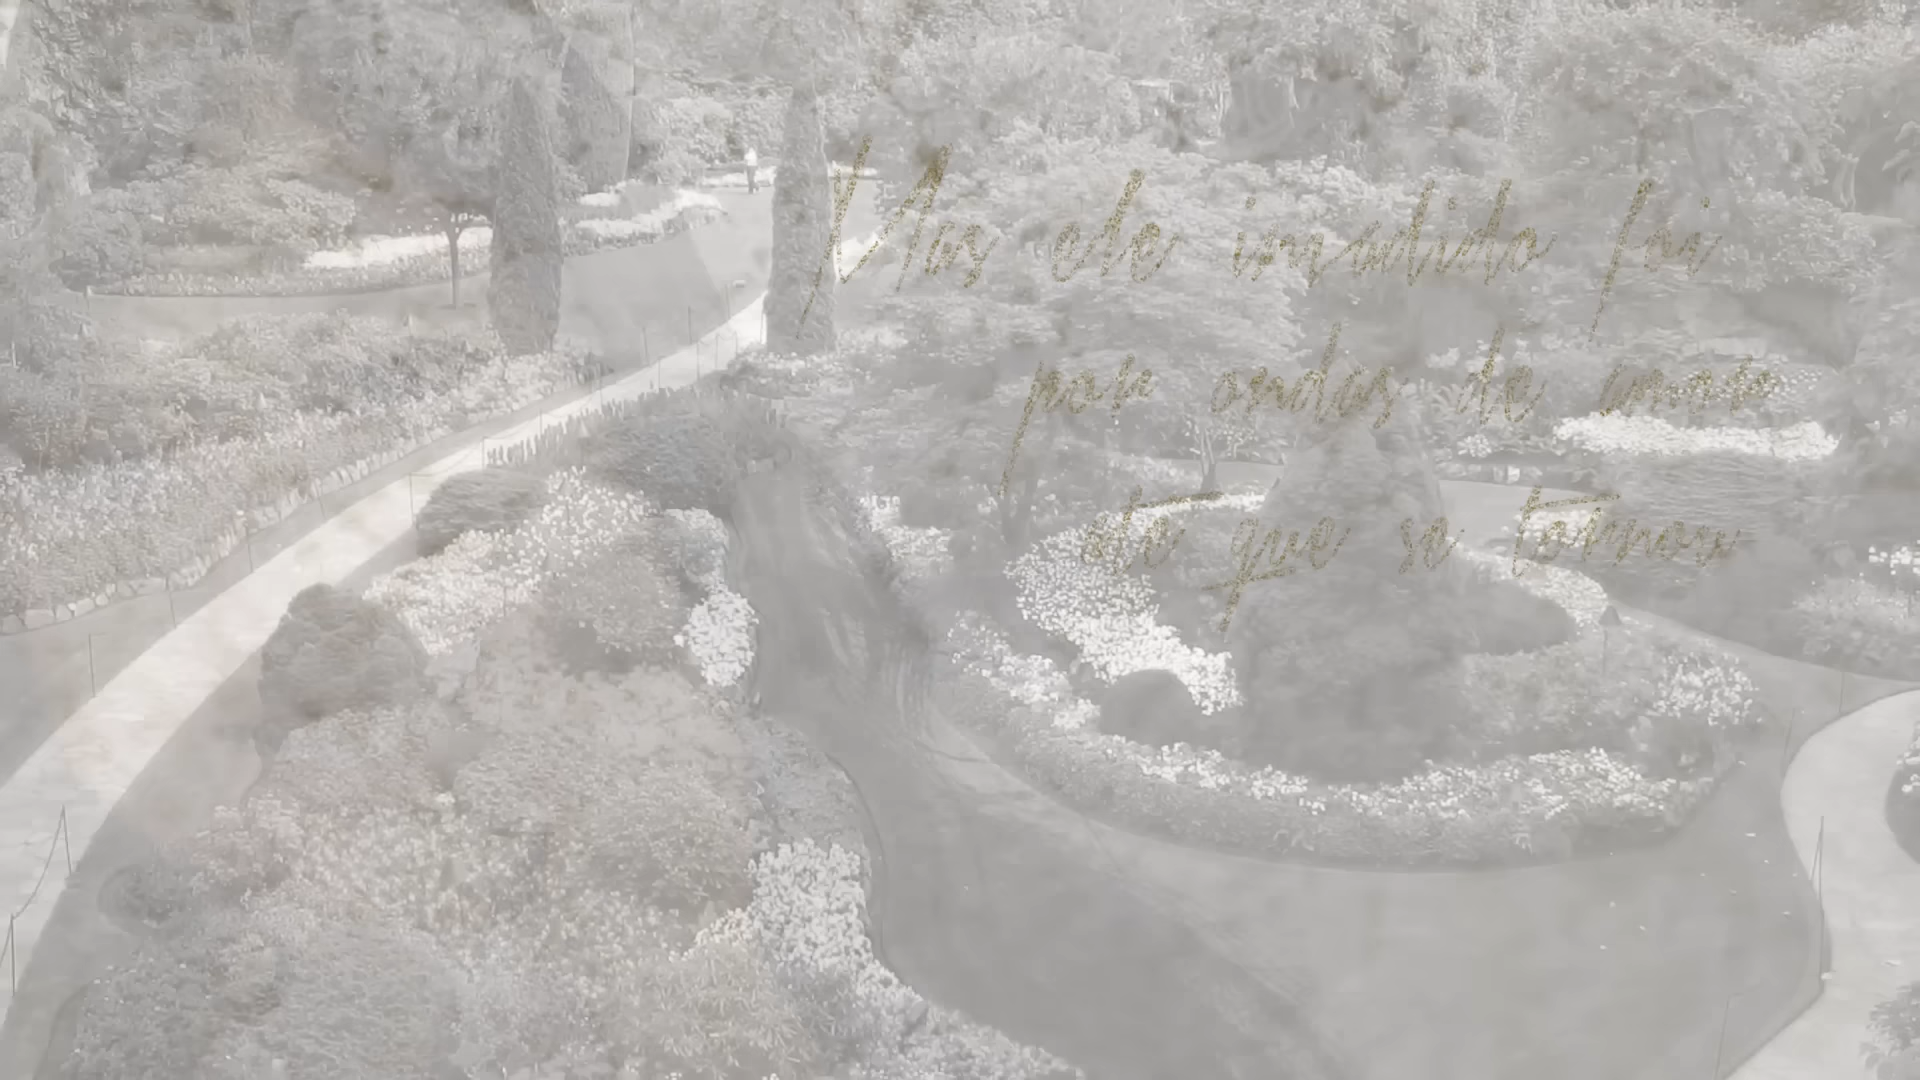 Mas ele invadido foi
por ondas de amor
até que se tornou